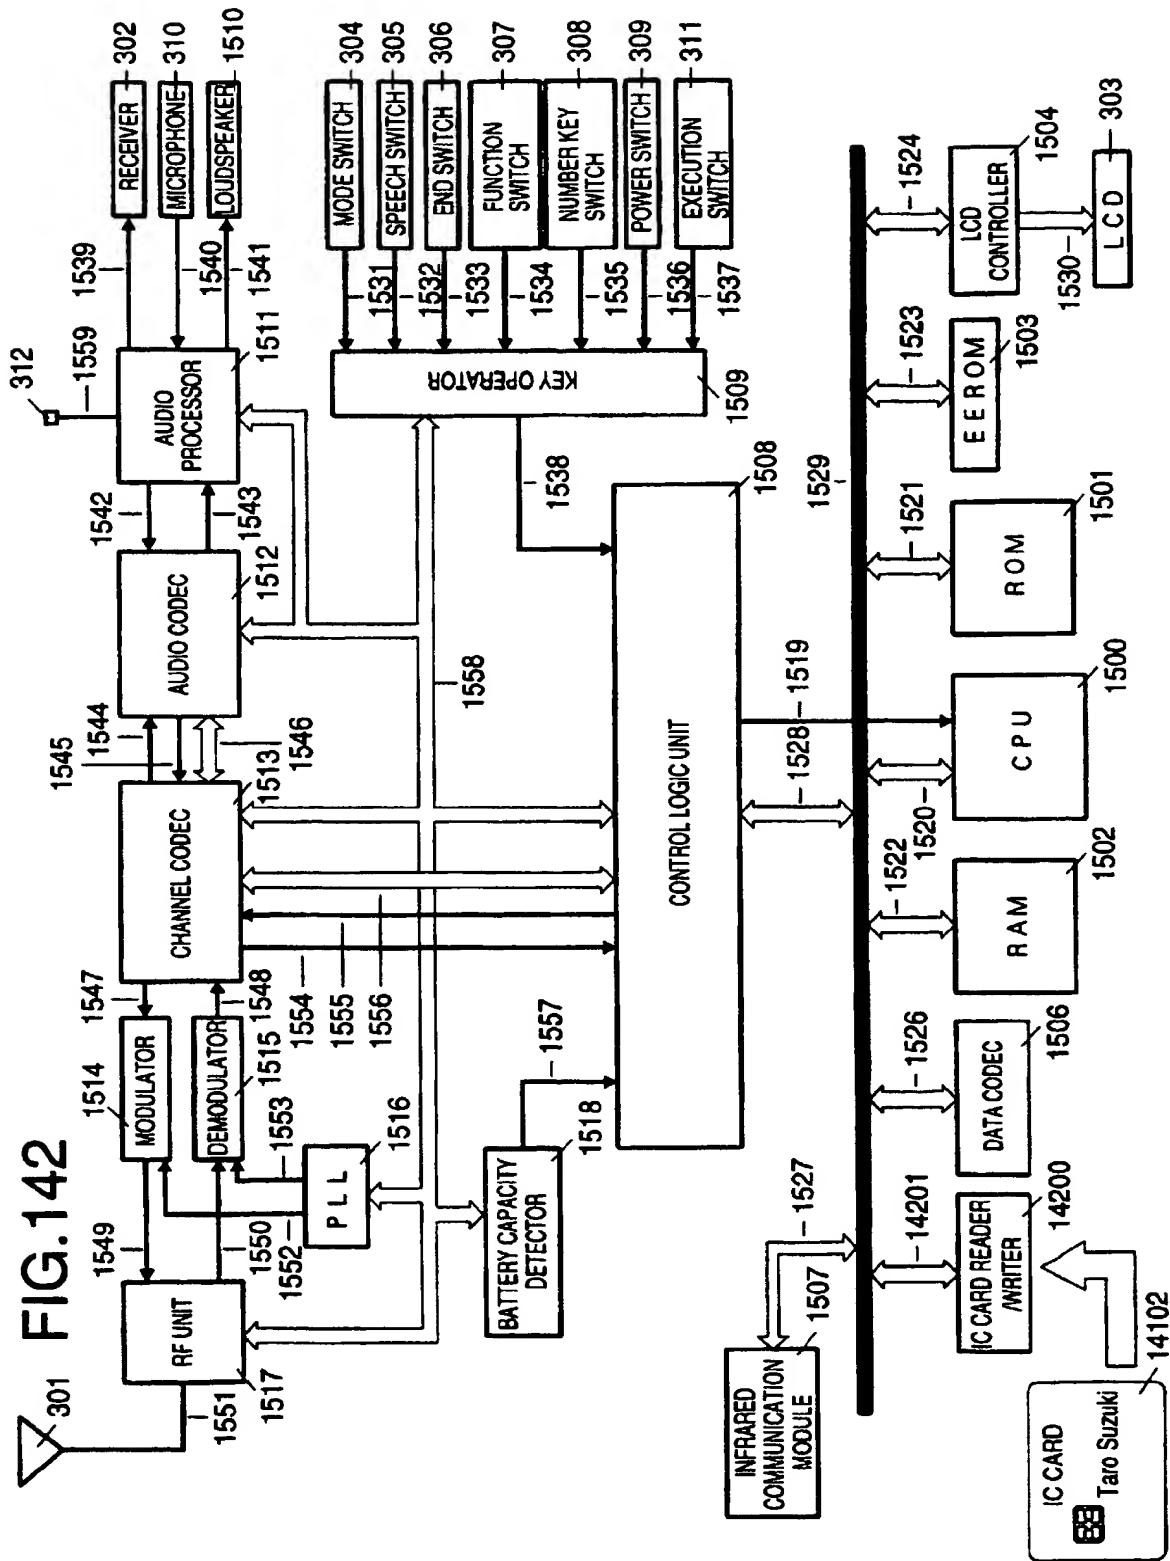 FIG.142
301
1551
RF UNIT
1517
1549
1550
1552
1553
1514
MODULATOR
DEMODULATOR
1515
P L L
1516
1547
1548
CHANNEL CODEC
1513
1554
1555
1556
1545
1544
1546
AUDIO CODEC
1512
1542
1543
AUDIO
PROCESSOR
1511
312
1559
1539
1540
1541
RECEIVER
302
MICROPHONE
310
LOUDSPEAKER
1510
MODE SWITCH
304
SPEECH SWITCH
305
END SWITCH
306
FUNCTION
SWITCH
307
NUMBER KEY
SWITCH
308
POWER SWITCH
309
EXECUTION
SWITCH
311
1531
1532
1533
1534
1535
1536
1537
KEY OPERATOR
1509
1538
1558
BATTERY CAPACITY
DETECTOR
1518
1557
CONTROL LOGIC UNIT
1508
1528
1519
1529
INFRARED
COMMUNICATION
MODULE
1507
1527
14201
1526
1522
1520
1521
1523
1524
IC CARD READER
/WRITER
14200
DATA CODEC
1506
RAM
1502
CPU
1500
ROM
1501
EEROM
1503
LCD
CONTROLLER
1504
1530
LCD
303
IC CARD
Taro Suzuki
14102